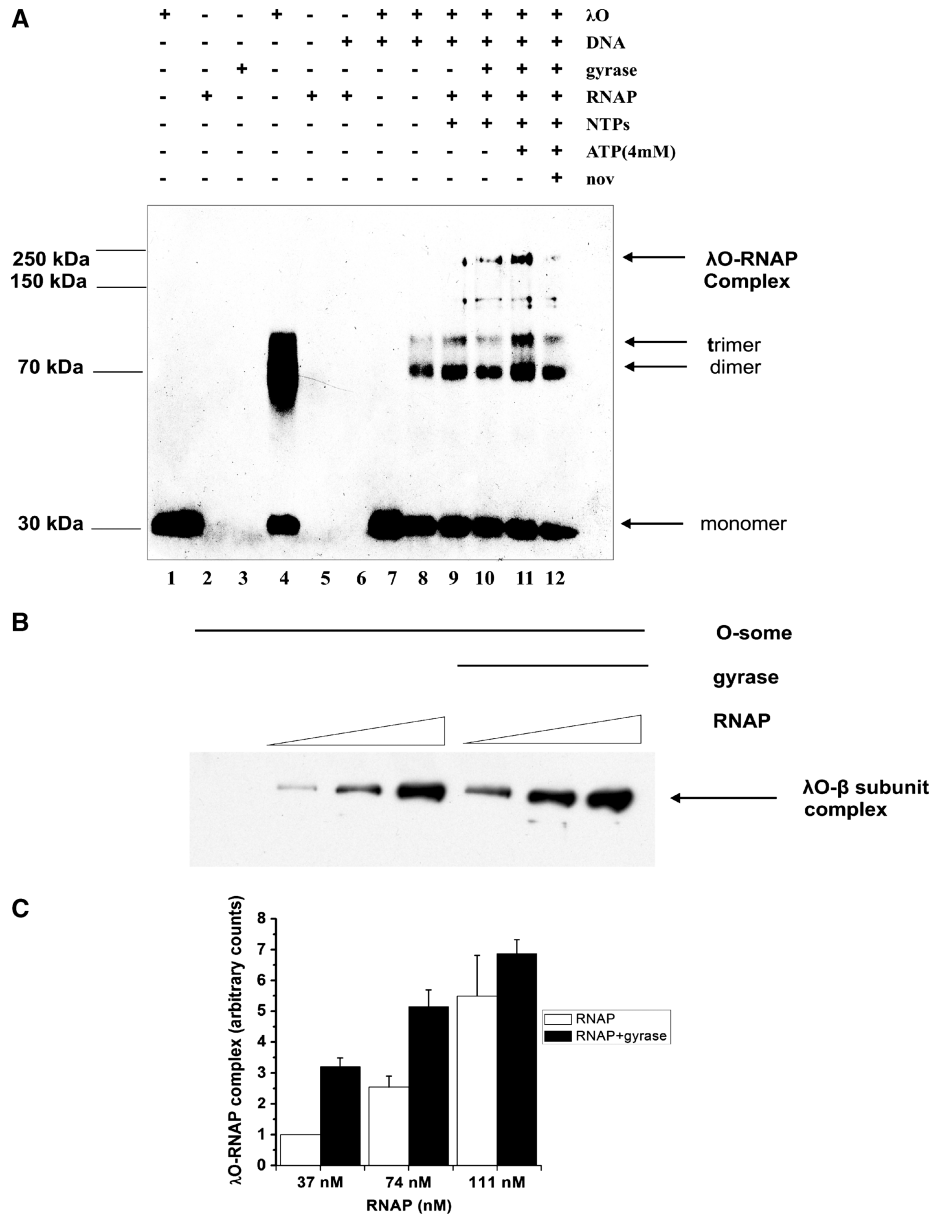 A
+ - - + - - + + + + + + λO
- - - - - + + + + + + + DNA
- - + - - - - - - + + + gyrase
- + - - + + - - + + + + RNAP
- - - - - - - - + + + + NTPs
- - - - - - - - - - + + ATP(4mM)
- - - - - - - - - - - + nov
250 kDa
150 kDa
70 kDa
30 kDa
λO-RNAP
Complex
trimer
dimer
monomer
1 2 3 4 5 6 7 8 9 10 11 12
B
O-some
gyrase
RNAP
λO-β subunit
complex
C
λO-RNAP complex (arbitrary counts)
8
7
6
5
4
3
2
1
0
RNAP
RNAP+gyrase
37 nM 74 nM 111 nM
RNAP (nM)